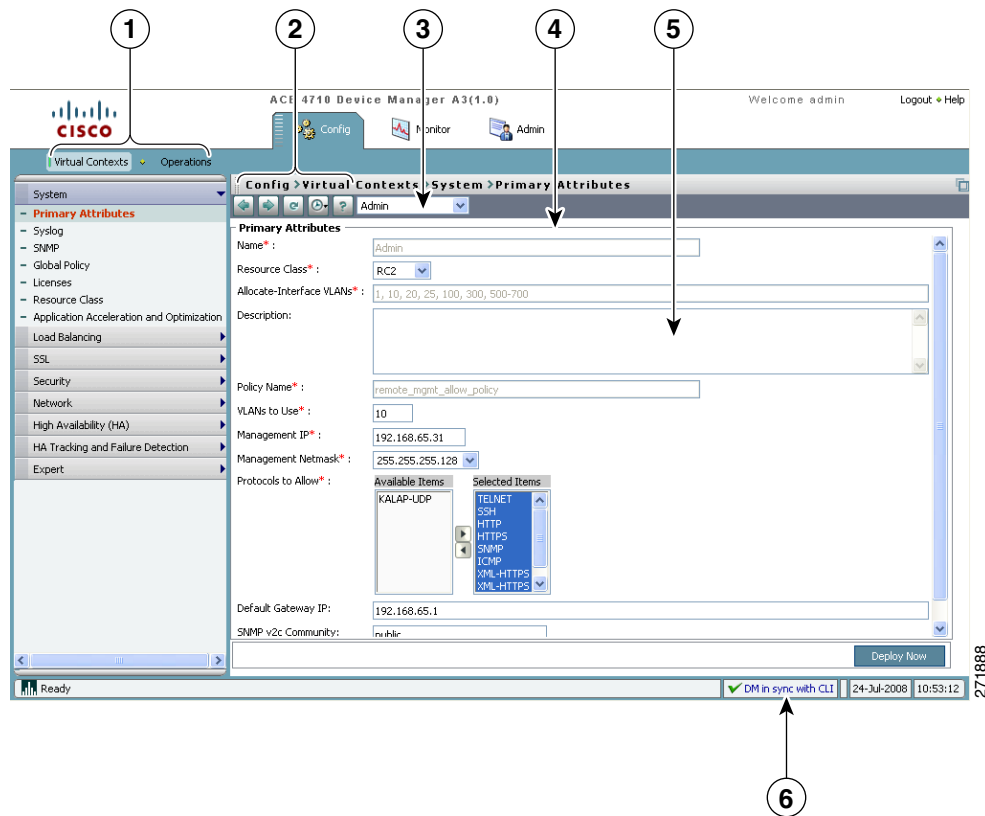 1 2 3 4 5
ACE 4710 Device Manager A3(1.0)
Welcome admin
Logout Help
CISCO
Config
Monitor
Admin
Virtual Contexts Operations
Config > Virtual Contexts > System > Primary Attributes
? Admin
System
Primary Attributes
Syslog
SNMP
Global Policy
Licenses
Resource Class
Application Acceleration and Optimization
Load Balancing
SSL
Security
Network
High Availability (HA)
HA Tracking and Failure Detection
Expert
Primary Attributes
Name* : Admin
Resource Class* : RC2
Allocate-Interface VLANs* : 1, 10, 20, 25, 100, 300, 500-700
Description:
Policy Name* : remote_mgmt_allow_policy
VLANs to Use* : 10
Management IP* : 192.168.65.31
Management Netmask* : 255.255.255.128
Protocols to Allow* :
Available Items
KALAP-UDP
Selected Items
TELNET
SSH
HTTP
HTTPS
SNMP
ICMP
XML-HTTPS
XML-HTTPS
Default Gateway IP: 192.168.65.1
SNMP v2c Community: public
Deploy Now
Ready
DM in sync with CLI
24-Jul-2008
10:53:12
271888
6